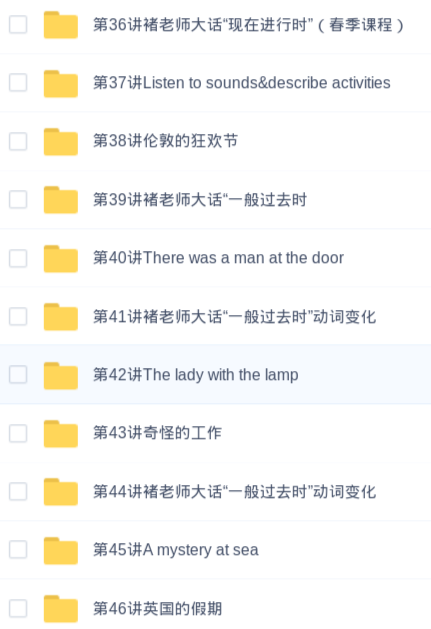 第36讲褚老师大话“现在进行时”（春季课程）
第37讲Listen to sounds&describe activities
第38讲伦敦的狂欢节
第39讲褚老师大话“一般过去时
第40讲There was a man at the door
第41讲褚老师大话“一般过去时”动词变化
第42讲The lady with the lamp
第43讲奇怪的工作
第44讲褚老师大话“一般过去时”动词变化
第45讲A mystery at sea
第46讲英国的假期